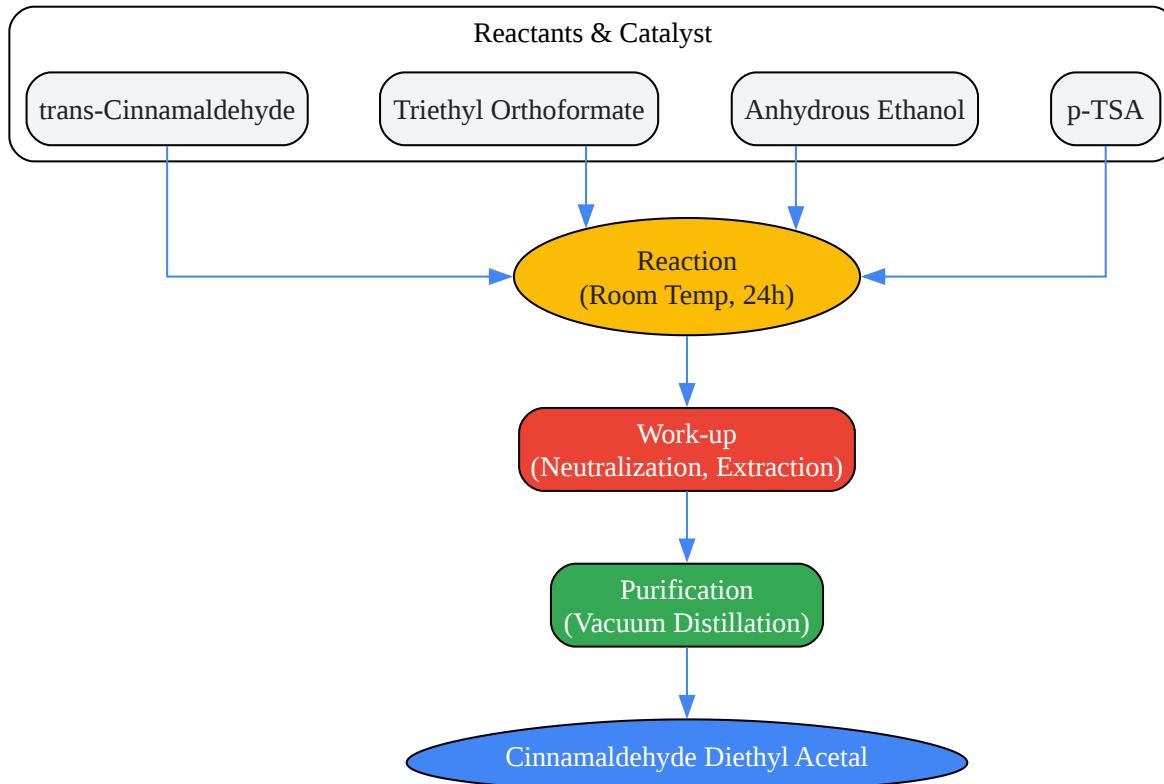 Reactants & Catalyst
trans-Cinnamaldehyde
Triethyl Orthoformate
Anhydrous Ethanol
p-TSA
Reaction
(Room Temp, 24h)
Work-up
(Neutralization, Extraction)
Purification
(Vacuum Distillation)
Cinnamaldehyde Diethyl Acetal